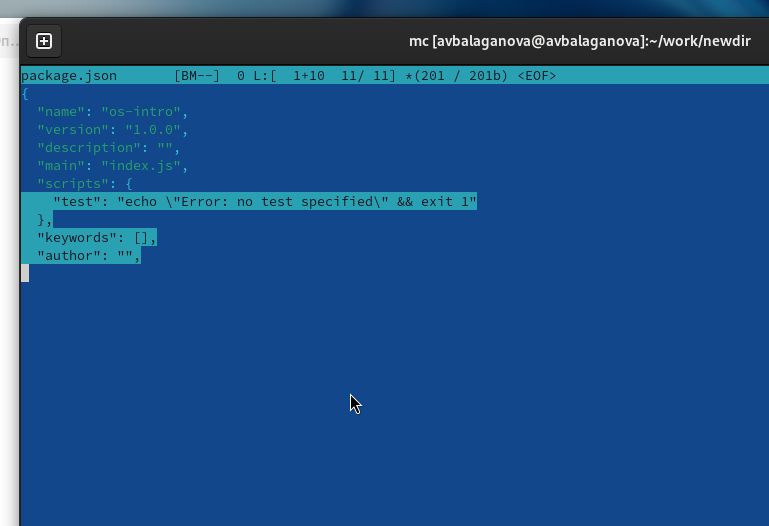 n..
mc [avbalaganova@avbalaganova]:~/work/newdir
package.json       [BM--]  0 L:[  1+10  11/ 11] *(201 / 201b) <EOF>
{
  "name": "os-intro",
  "version": "1.0.0",
  "description": "",
  "main": "index.js",
  "scripts": {
    "test": "echo \"Error: no test specified\" && exit 1"
  },
  "keywords": [],
  "author": "",